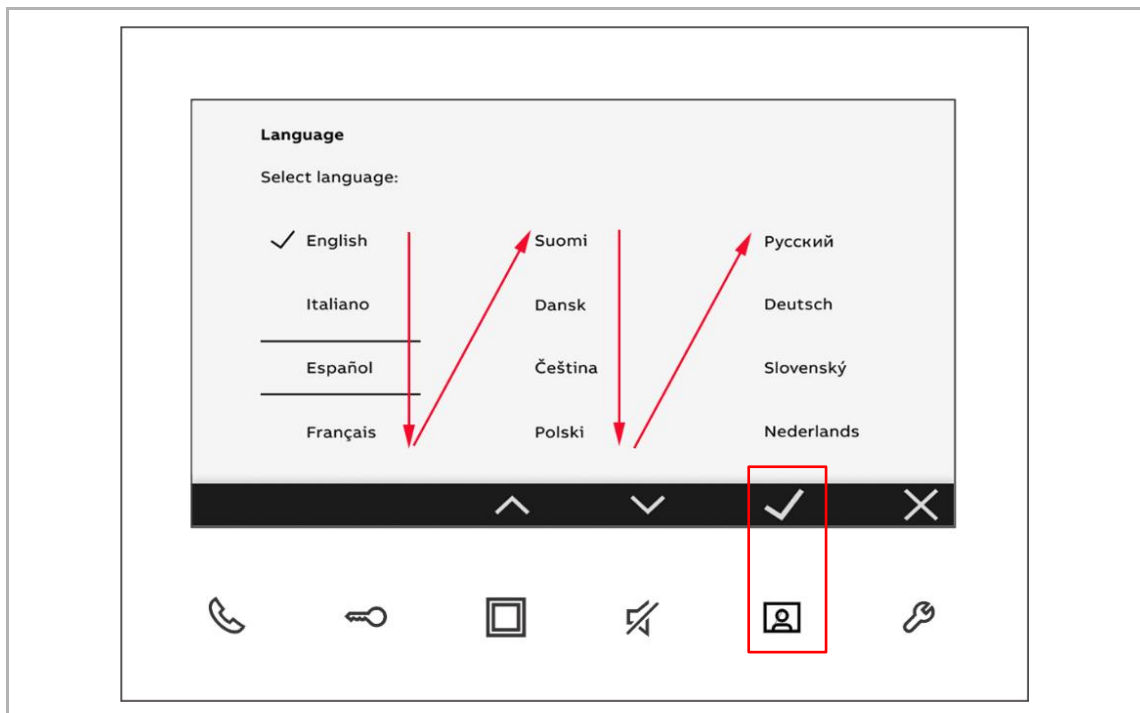 Language
Select language:
English
Italiano
Español
Français
Suomi
Dansk
Čeština
Polski
Русский
Deutsch
Slovenský
Nederlands